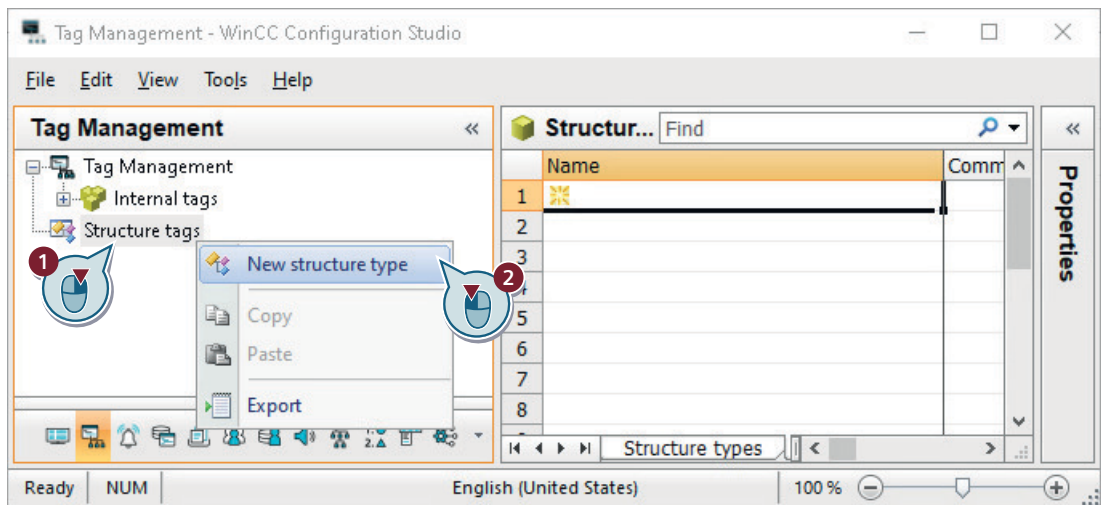 Tag Management - WinCC Configuration Studio
File Edit View Tools Help
Tag Management «
Structur... Find
«
Tag Management
Internal tags
Structure tags
Name Comm
1
2
3
5
6
7
8
Properties
1
New structure type
2
Copy
Paste
Export
Structure types
Ready NUM English (United States) 100 %